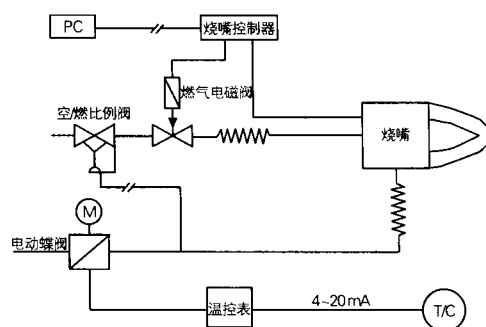 PC
烧嘴控制器
燃气电磁阀
空/燃比例阀
烧嘴
M
电动蝶阀
温控表
4~20mA
T/C